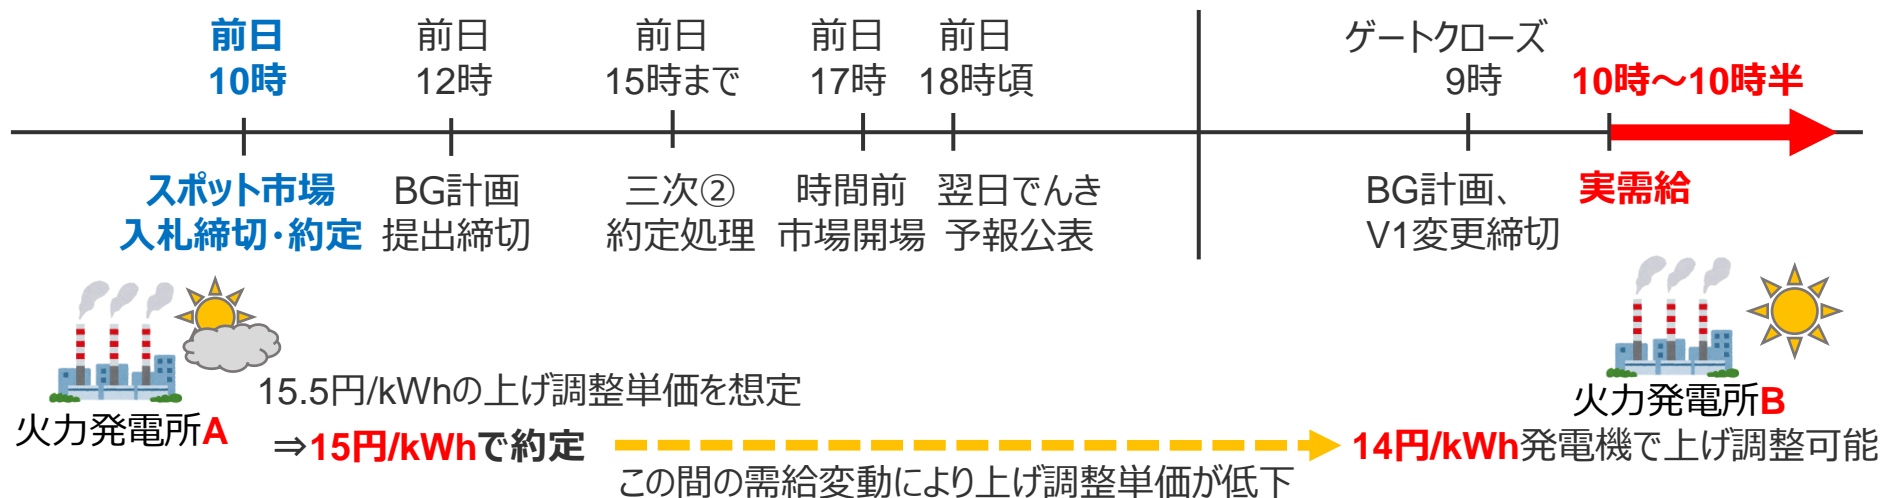 前日
10時
前日
12時
前日
15時まで
前日
17時
前日
18時頃
ゲートクローズ
9時
10時～10時半
スポット市場
入札締切・約定
BG計画
提出締切
三次②
約定処理
時間前
市場開場
翌日でんき
予報公表
BG計画、
V1変更締切
実需給
火力発電所A
15.5円/kWhの上げ調整単価を想定
⇒15円/kWhで約定
この間の需給変動により上げ調整単価が低下
火力発電所B
14円/kWh発電機で上げ調整可能